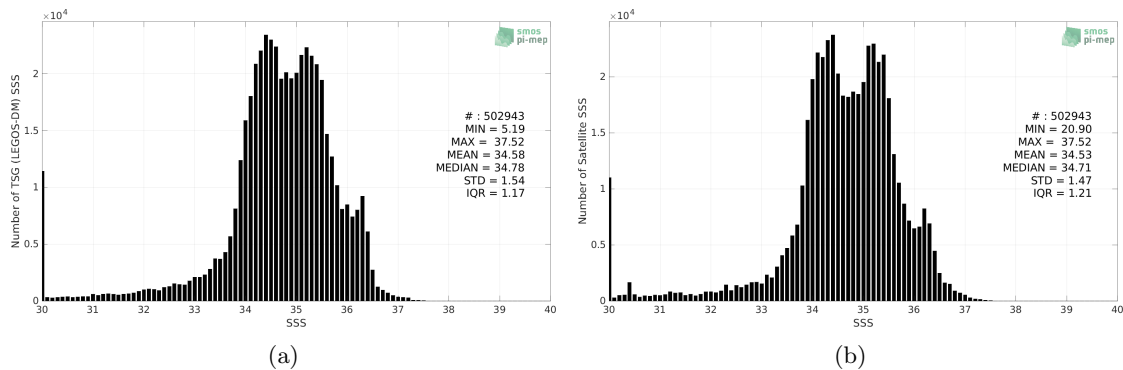 ×10⁴
smos
pi-mep
2
1.5
1
0.5
0
Number of TSG (LEGOS-DM) SSS
# : 502943
MIN = 5.19
MAX = 37.52
MEAN = 34.58
MEDIAN = 34.78
STD = 1.54
IQR = 1.17
30 31 32 33 34 35 36 37 38 39 40
SSS
(a)
×10⁴
smos
pi-mep
2
1.5
1
0.5
0
Number of Satellite SSS
# : 502943
MIN = 20.90
MAX = 37.52
MEAN = 34.53
MEDIAN = 34.71
STD = 1.47
IQR = 1.21
30 31 32 33 34 35 36 37 38 39 40
SSS
(b)